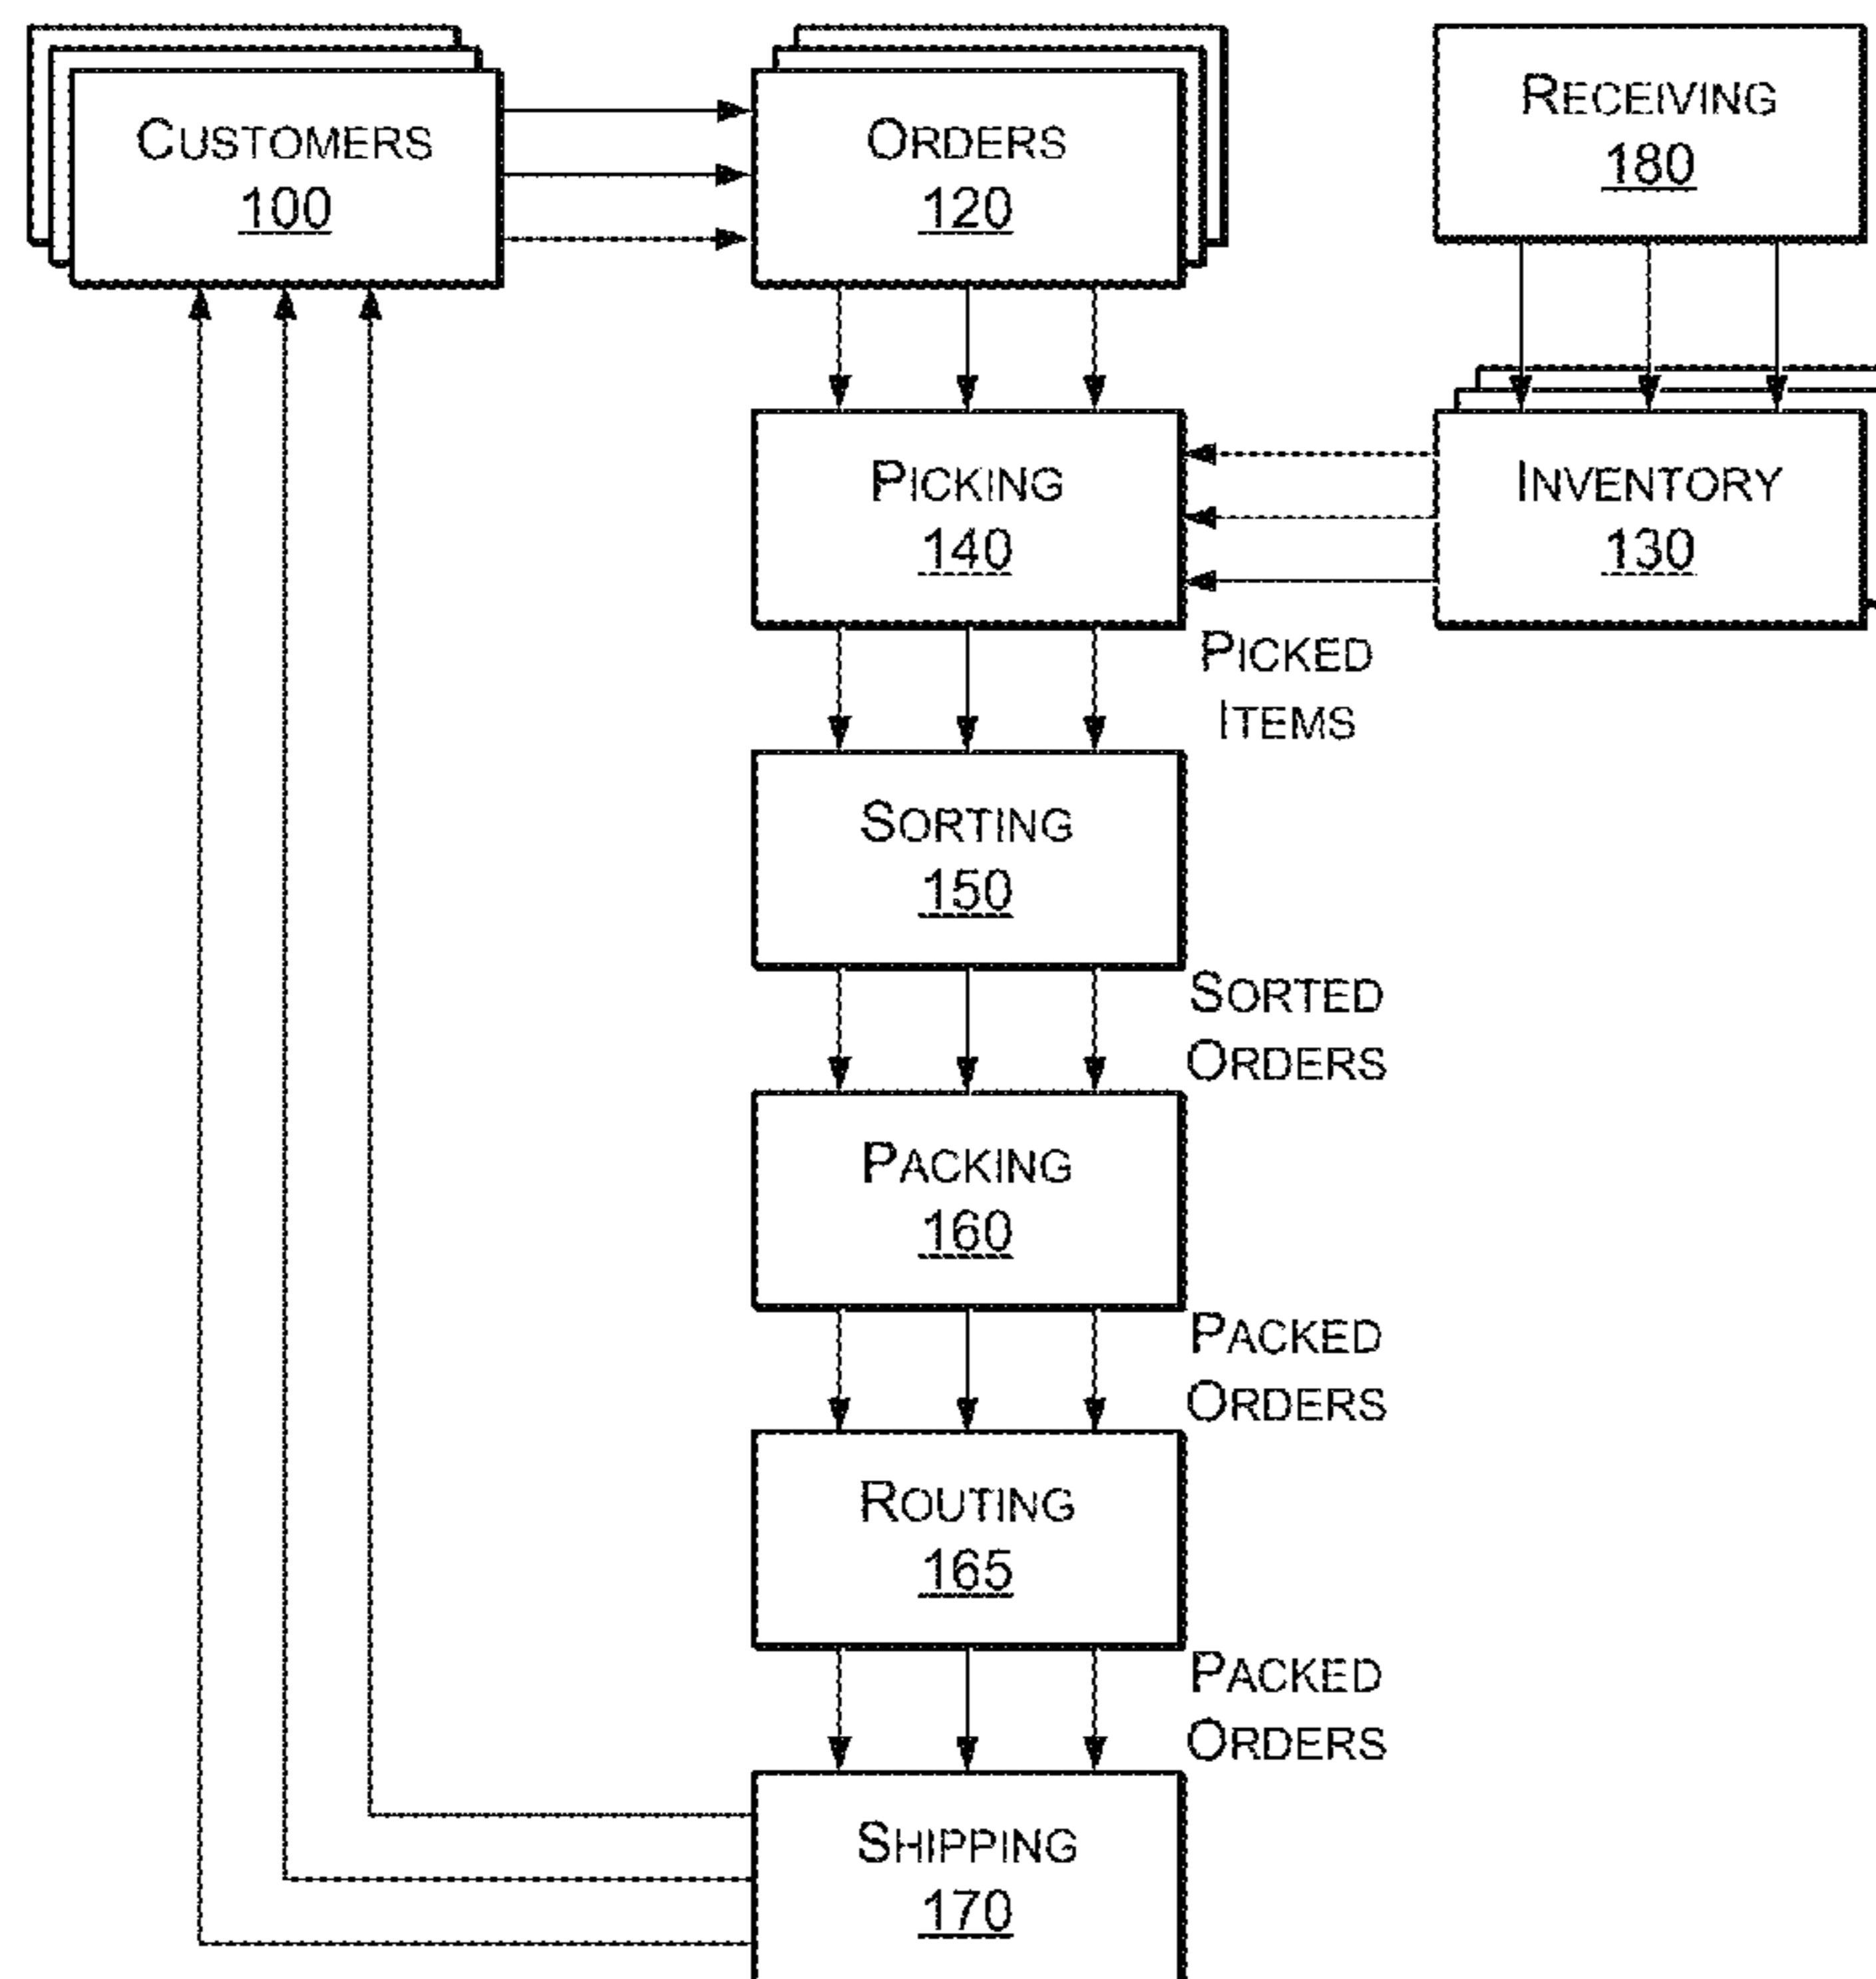 CUSTOMERS
100
ORDERS
120
RECEIVING
180
PICKING
140
INVENTORY
130
PICKED
ITEMS
SORTING
150
SORTED
ORDERS
PACKING
160
PACKED
ORDERS
ROUTING
165
PACKED
ORDERS
SHIPPING
170